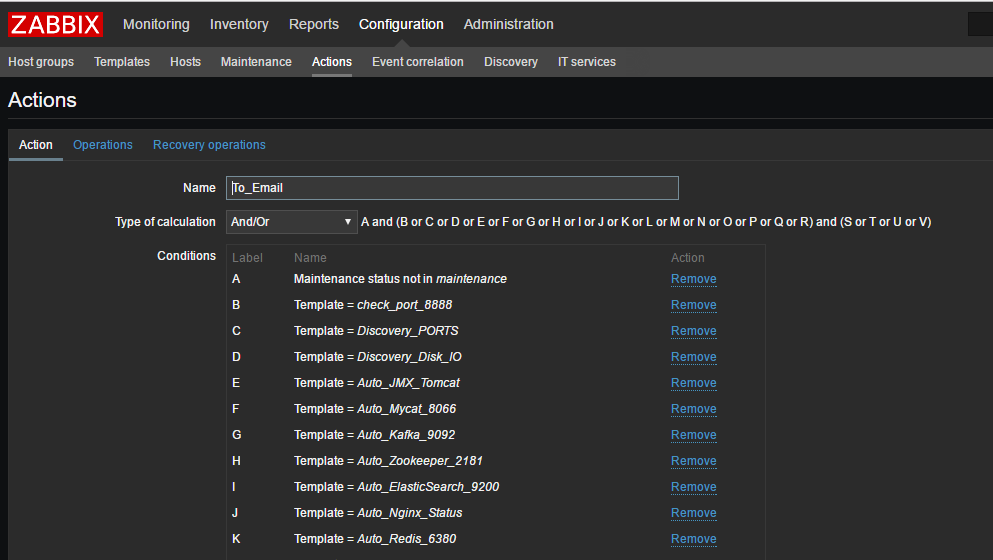 ZABBIX Monitoring Inventory Reports Configuration Administration
Host groups Templates Hosts Maintenance Actions Event correlation Discovery IT services
Actions
Action Operations Recovery operations
Name To_Email
Type of calculation And/Or A and (B or C or D or E or F or G or H or I or J or K or L or M or N or O or P or Q or R) and (S or T or U or V)
Conditions Label Name Action
A Maintenance status not in maintenance Remove
B Template = check_port_8888 Remove
C Template = Discovery_PORTS Remove
D Template = Discovery_Disk_IO Remove
E Template = Auto_JMX_Tomcat Remove
F Template = Auto_Mycat_8066 Remove
G Template = Auto_Kafka_9092 Remove
H Template = Auto_Zookeeper_2181 Remove
I Template = Auto_ElasticSearch_9200 Remove
J Template = Auto_Nginx_Status Remove
K Template = Auto_Redis_6380 Remove